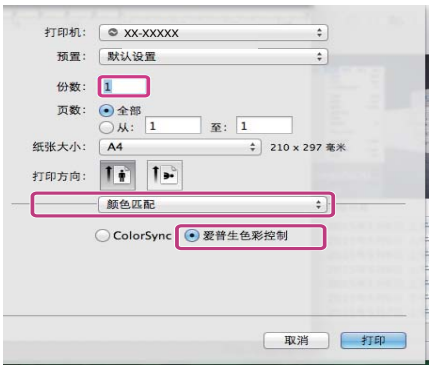 打印机: XX-XXXXX
预置: 默认设置
份数: 1
页数: 全部
从: 1 至: 1
纸张大小: A4 210 x 297 毫米
打印方向:
颜色匹配
ColorSync 爱普生色彩控制
取消 打印